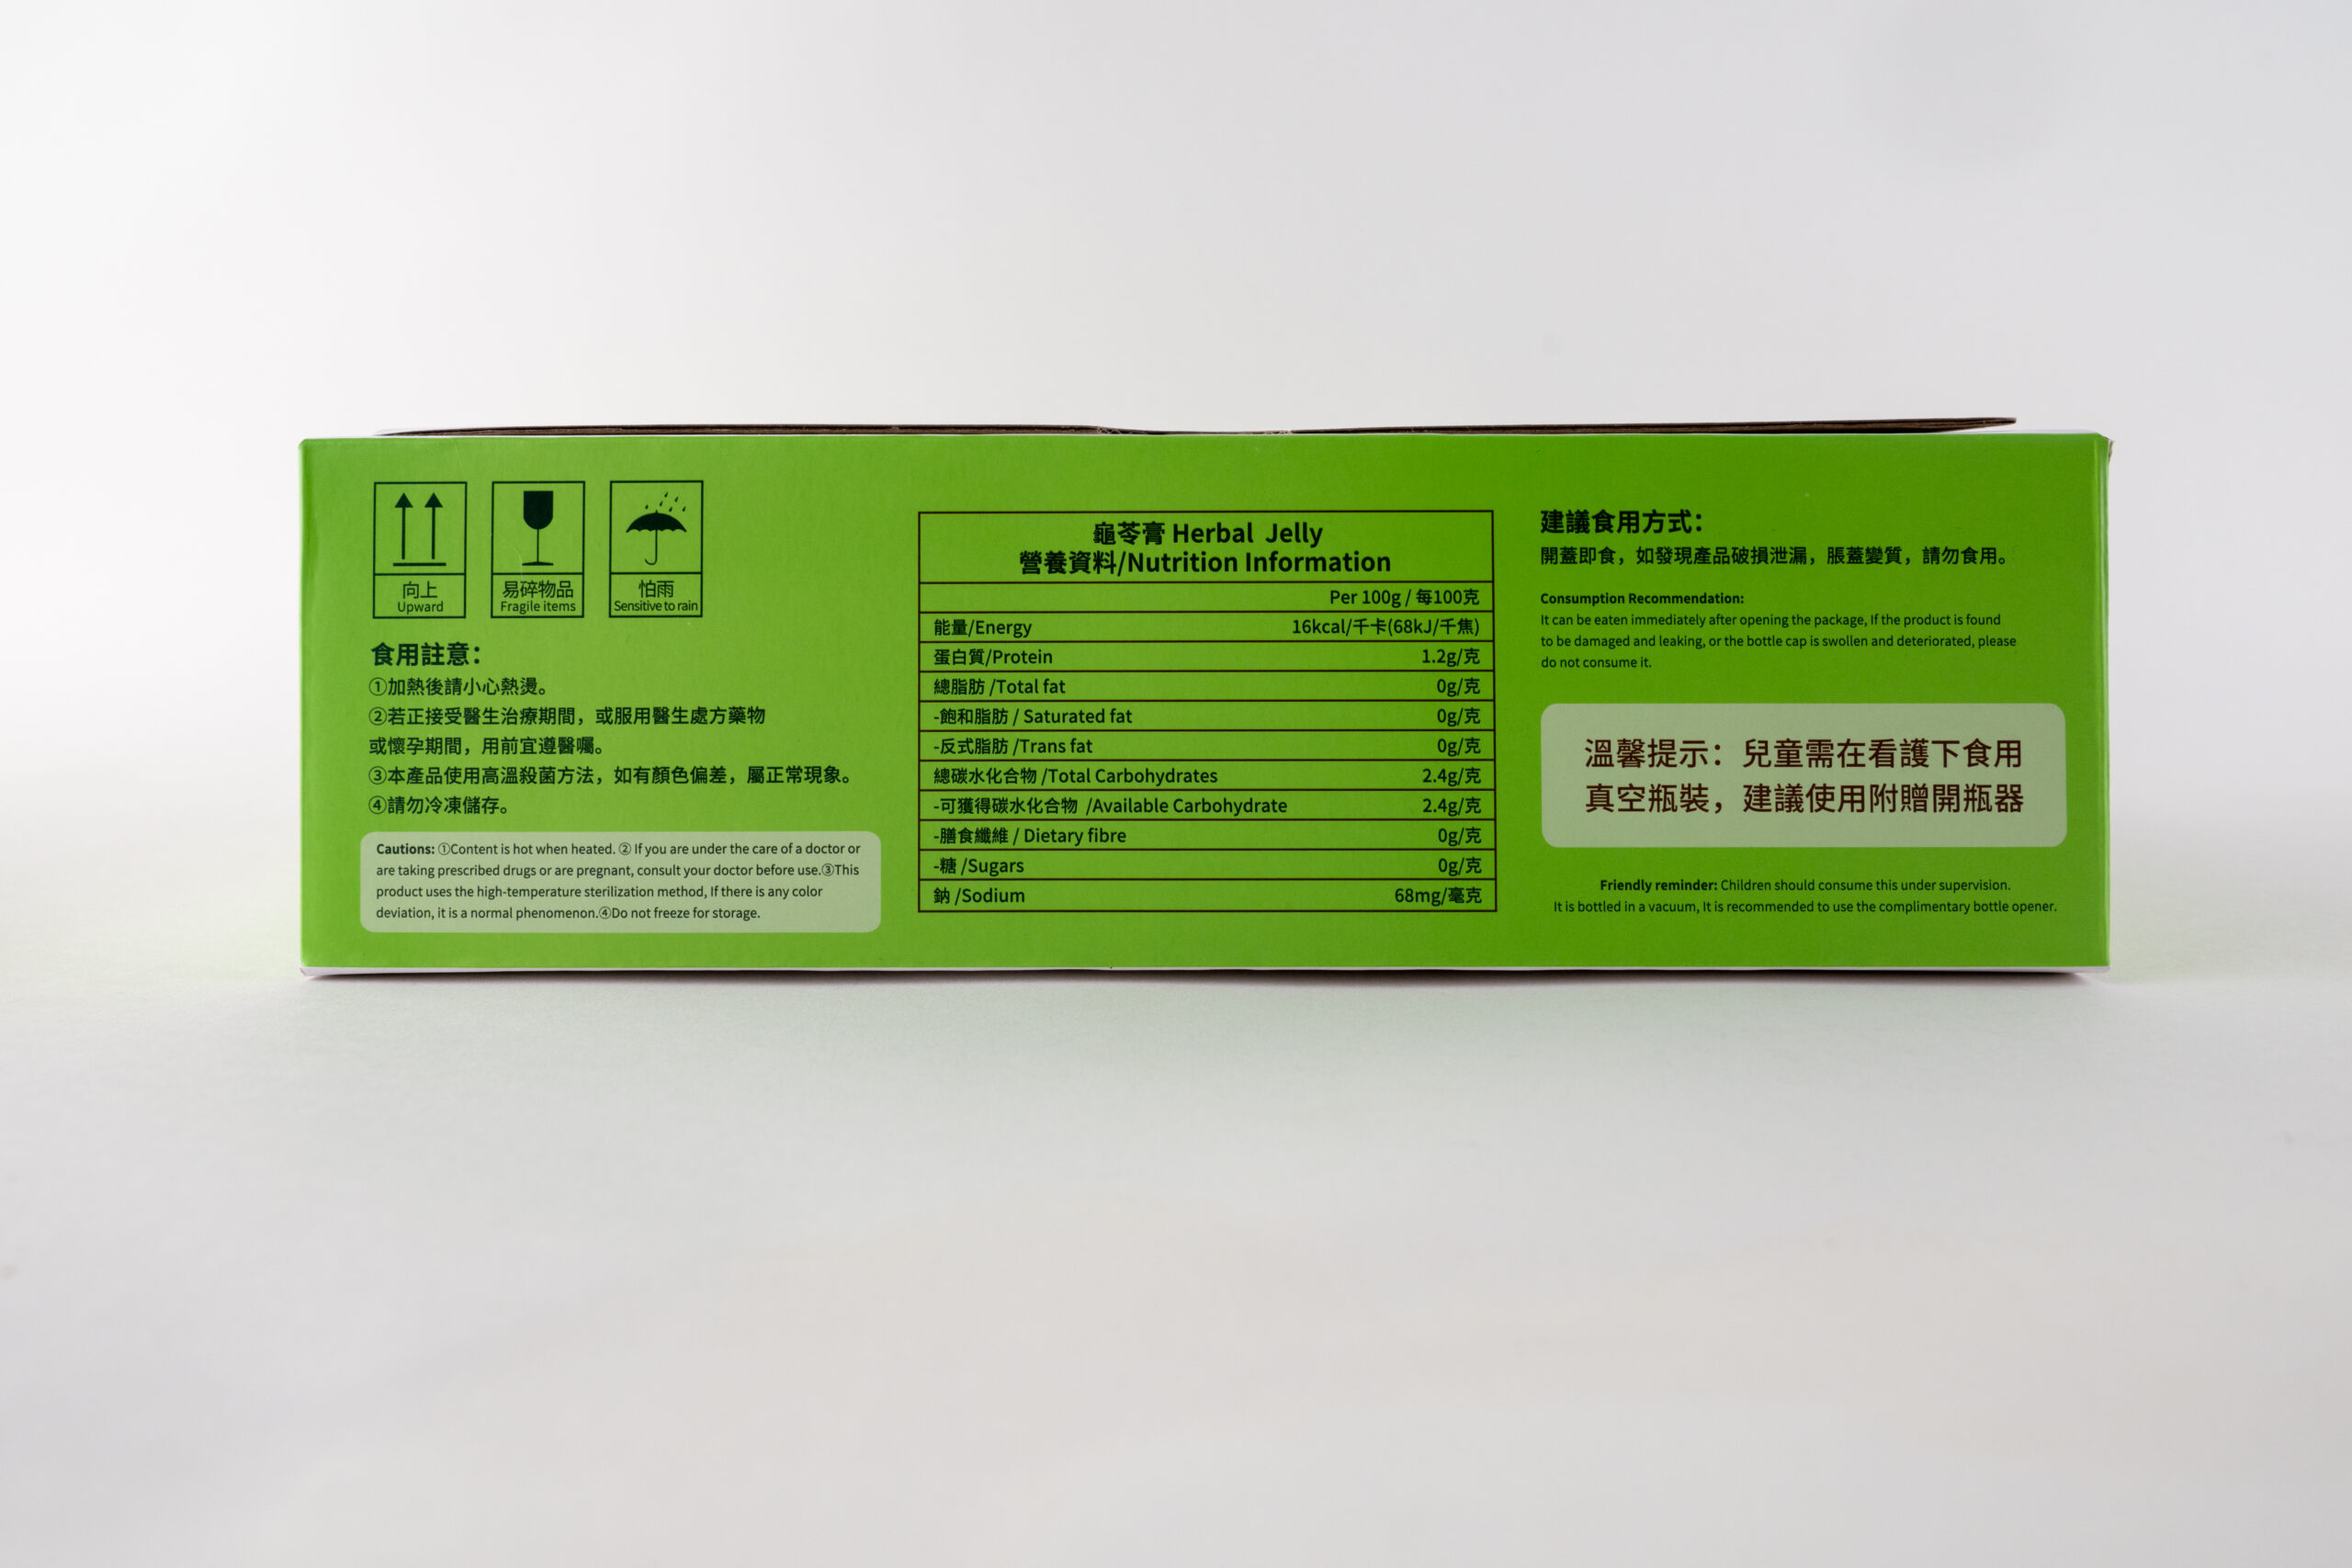 向上
Upward
易碎物品
Fragile items
怕雨
Sensitive to rain
食用註意：
①加熱後請小心熱燙。
②若正接受醫生治療期間，或服用醫生處方藥物
或懷孕期間，用前宜遵醫囑。
③本產品使用高溫殺菌方法，如有顏色偏差，屬正常現象。
④請勿冷凍儲存。
Cautions: ①Content is hot when heated. ② If you are under the care of a doctor or
are taking prescribed drugs or are pregnant, consult your doctor before use.③This
product uses the high-temperature sterilization method, If there is any color
deviation, it is a normal phenomenon.④Do not freeze for storage.
龜苓膏 Herbal Jelly
營養資料/Nutrition Information
Per 100g / 每100克
能量/Energy 16kcal/千卡(68kJ/千焦)
蛋白質/Protein 1.2g/克
總脂肪 /Total fat 0g/克
-飽和脂肪 / Saturated fat 0g/克
-反式脂肪 /Trans fat 0g/克
總碳水化合物 /Total Carbohydrates 2.4g/克
-可獲得碳水化合物 /Available Carbohydrate 2.4g/克
-膳食纖維 / Dietary fibre 0g/克
-糖 /Sugars 0g/克
鈉 /Sodium 68mg/毫克
建議食用方式：
開蓋即食，如發現產品破損泄漏，脹蓋變質，請勿食用。
Consumption Recommendation:
It can be eaten immediately after opening the package, If the product is found
to be damaged and leaking, or the bottle cap is swollen and deteriorated, please
do not consume it.
溫馨提示：兒童需在看護下食用
真空瓶裝，建議使用附贈開瓶器
Friendly reminder: Children should consume this under supervision.
It is bottled in a vacuum, It is recommended to use the complimentary bottle opener.